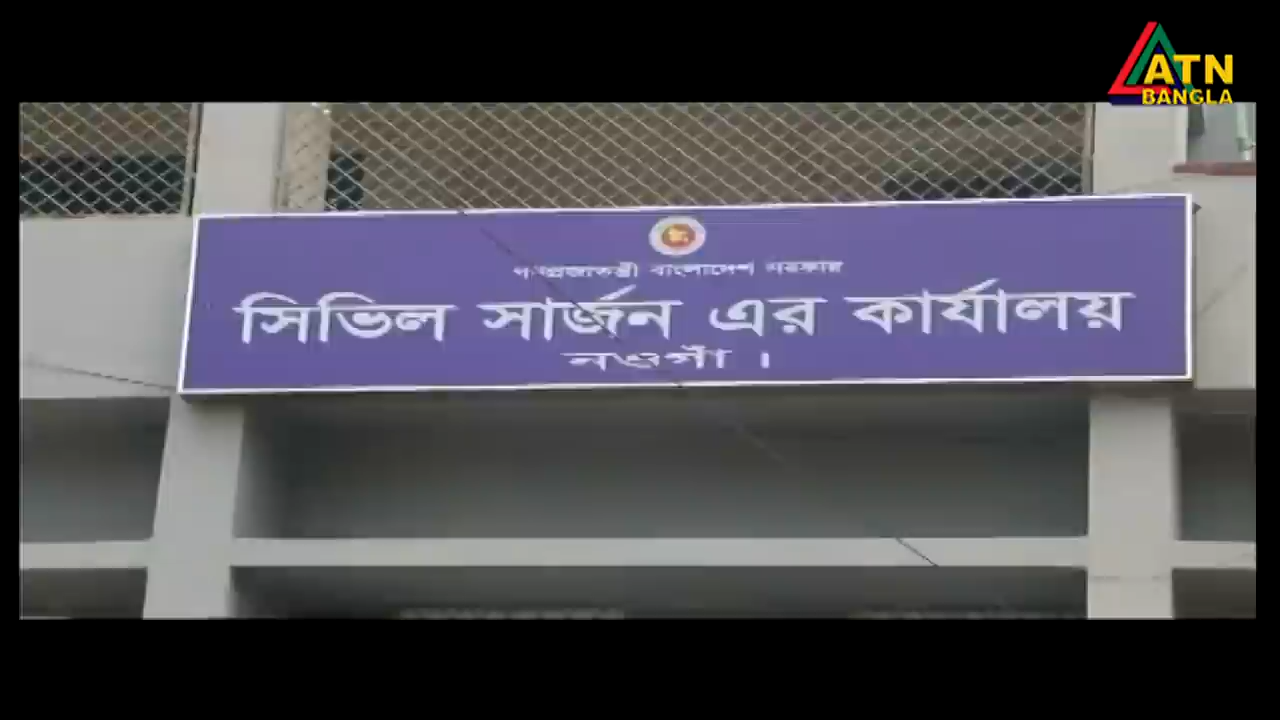 ATN
BANGLA
গণপ্রজাতন্ত্রী বাংলাদেশ সরকার
সিভিল সার্জন এর কার্যালয়
নওগাঁ ।